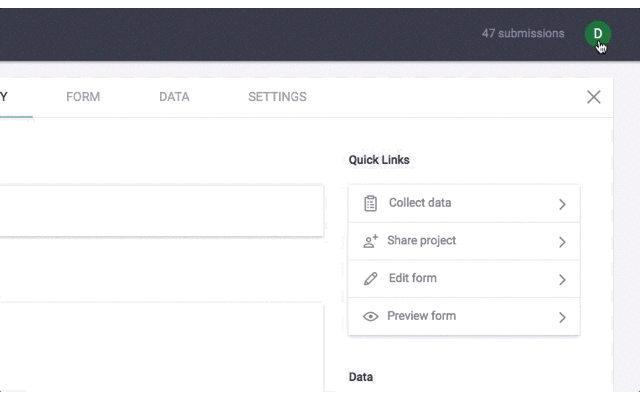 47 submissions
D
Y
FORM
DATA
SETTINGS
Quick Links
Collect data
Share project
Edit form
Preview form
Data